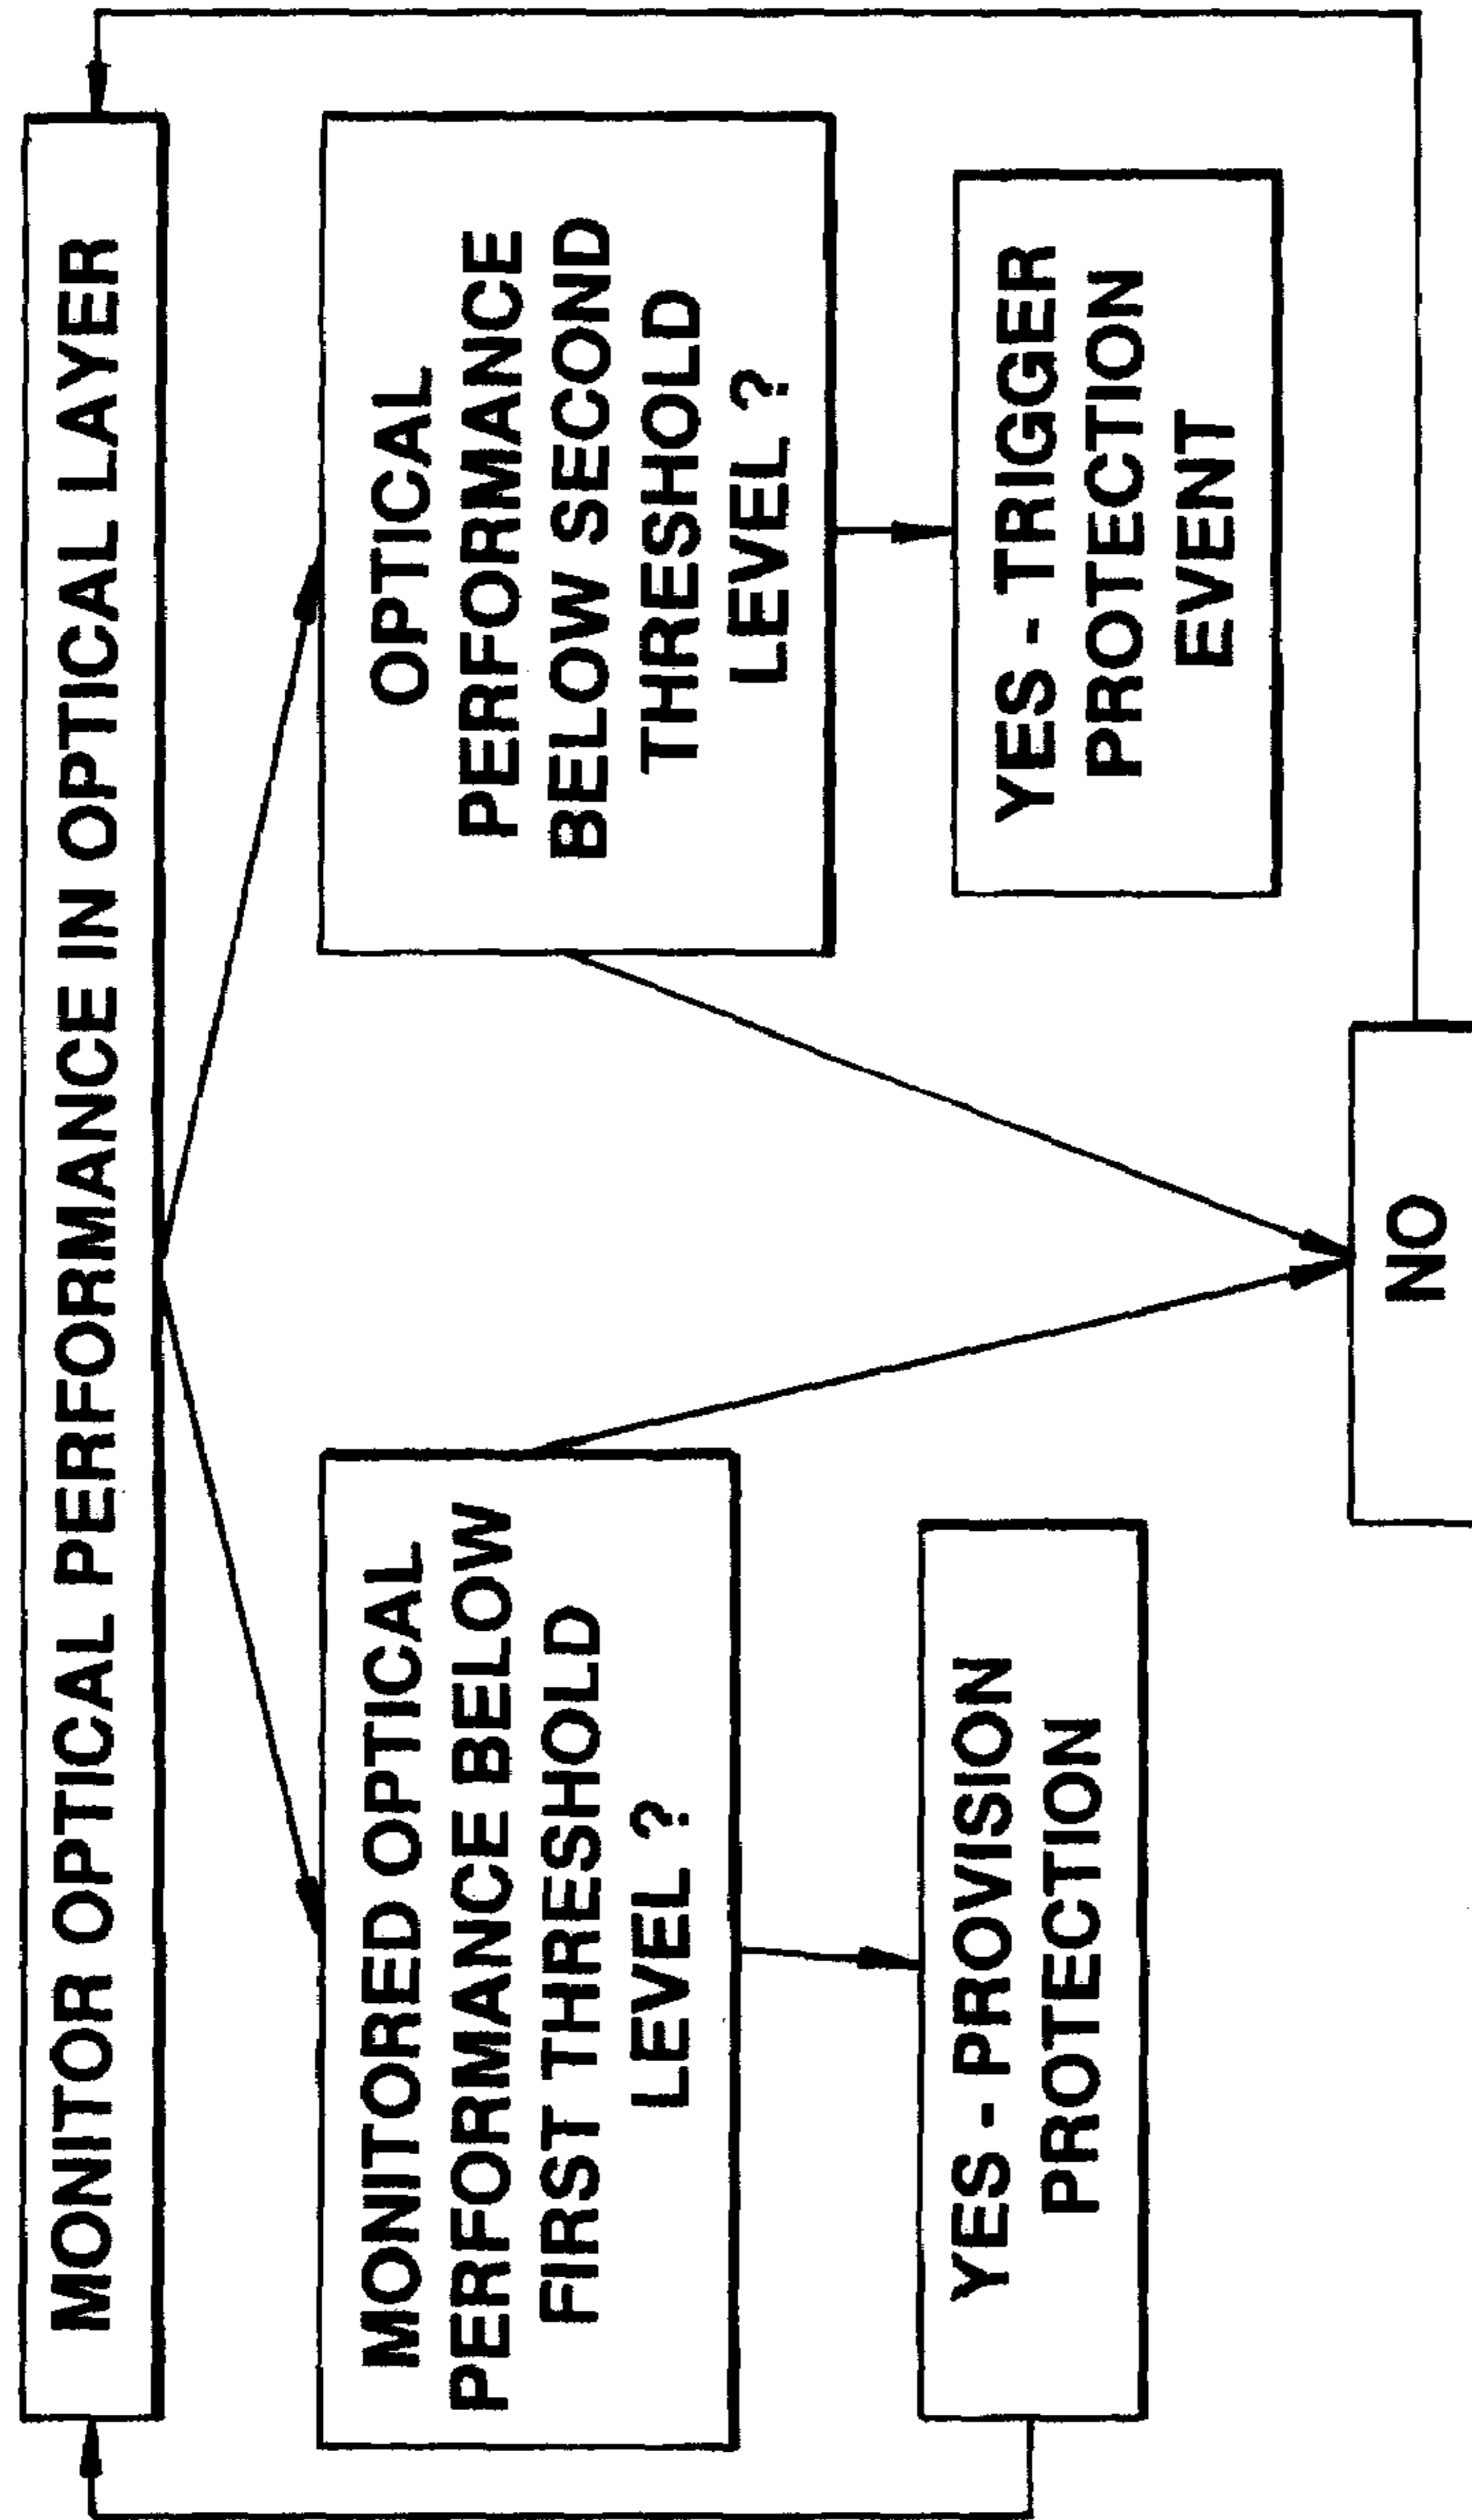 MONITOR OPTICAL PERFORMANCE IN OPTICAL LAYER
MONITORED OPTICAL
PERFORMANCE BELOW
FIRST THRESHOLD
LEVEL ?
OPTICAL
PERFORMANCE
BELOW SECOND
THRESHOLD
LEVEL ?
YES - PROVISION
PROTECTION
YES - TRIGGER
PROTECTION
EVENT
NO